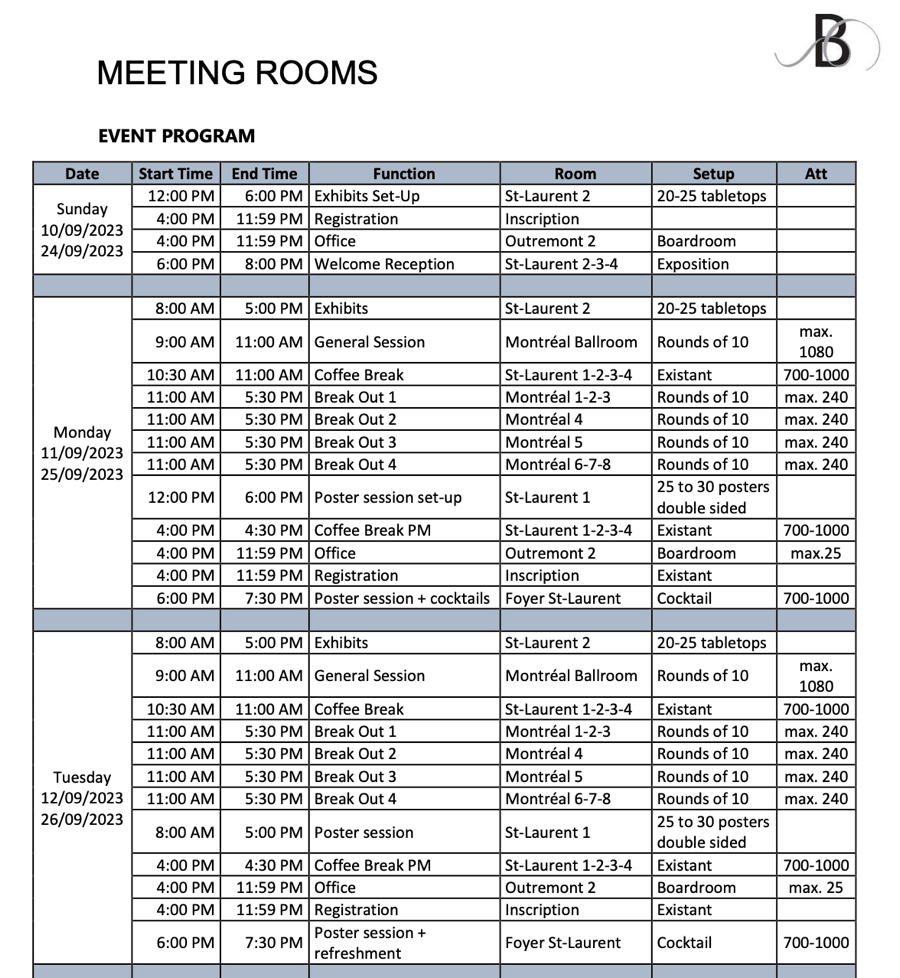 B
MEETING ROOMS
EVENT PROGRAM
Date Start Time End Time Function Room Setup Att
Sunday
10/09/2023
24/09/2023
12:00 PM 6:00 PM Exhibits Set-Up St-Laurent 2 20-25 tabletops
4:00 PM 11:59 PM Registration Inscription
4:00 PM 11:59 PM Office Outremont 2 Boardroom
6:00 PM 8:00 PM Welcome Reception St-Laurent 2-3-4 Exposition
Monday
11/09/2023
25/09/2023
8:00 AM 5:00 PM Exhibits St-Laurent 2 20-25 tabletops
9:00 AM 11:00 AM General Session Montréal Ballroom Rounds of 10 max.
1080
10:30 AM 11:00 AM Coffee Break St-Laurent 1-2-3-4 Existant 700-1000
11:00 AM 5:30 PM Break Out 1 Montréal 1-2-3 Rounds of 10 max. 240
11:00 AM 5:30 PM Break Out 2 Montréal 4 Rounds of 10 max. 240
11:00 AM 5:30 PM Break Out 3 Montréal 5 Rounds of 10 max. 240
11:00 AM 5:30 PM Break Out 4 Montréal 6-7-8 Rounds of 10 max. 240
12:00 PM 6:00 PM Poster session set-up St-Laurent 1 25 to 30 posters
double sided
4:00 PM 4:30 PM Coffee Break PM St-Laurent 1-2-3-4 Existant 700-1000
4:00 PM 11:59 PM Office Outremont 2 Boardroom max.25
4:00 PM 11:59 PM Registration Inscription Existant
6:00 PM 7:30 PM Poster session + cocktails Foyer St-Laurent Cocktail 700-1000
Tuesday
12/09/2023
26/09/2023
8:00 AM 5:00 PM Exhibits St-Laurent 2 20-25 tabletops
9:00 AM 11:00 AM General Session Montréal Ballroom Rounds of 10 max.
1080
10:30 AM 11:00 AM Coffee Break St-Laurent 1-2-3-4 Existant 700-1000
11:00 AM 5:30 PM Break Out 1 Montréal 1-2-3 Rounds of 10 max. 240
11:00 AM 5:30 PM Break Out 2 Montréal 4 Rounds of 10 max. 240
11:00 AM 5:30 PM Break Out 3 Montréal 5 Rounds of 10 max. 240
11:00 AM 5:30 PM Break Out 4 Montréal 6-7-8 Rounds of 10 max. 240
8:00 AM 5:00 PM Poster session St-Laurent 1 25 to 30 posters
double sided
4:00 PM 4:30 PM Coffee Break PM St-Laurent 1-2-3-4 Existant 700-1000
4:00 PM 11:59 PM Office Outremont 2 Boardroom max. 25
4:00 PM 11:59 PM Registration Inscription Existant
6:00 PM 7:30 PM Poster session +
refreshment Foyer St-Laurent Cocktail 700-1000